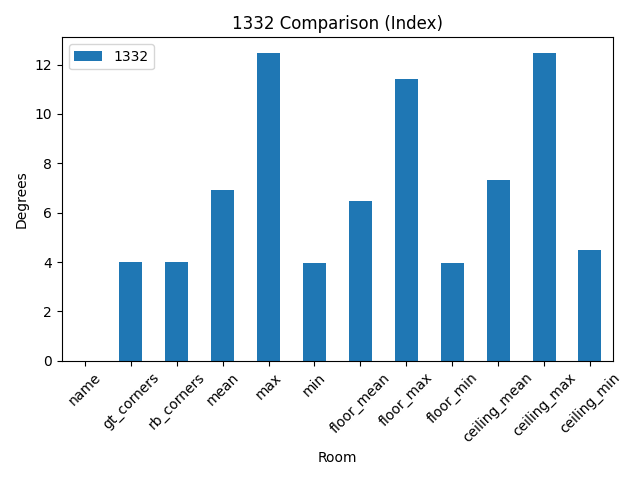 1332 Comparison (Index)
1332
Degrees
12
10
8
6
4
2
0
name
gt_corners
rb_corners
mean
max
min
floor_mean
floor_max
floor_min
ceiling_mean
ceiling_max
ceiling_min
Room